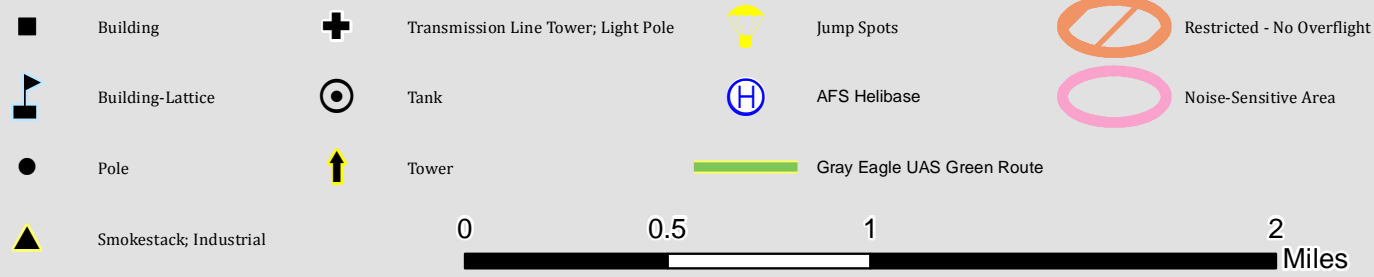 Building
Transmission Line Tower; Light Pole
Jump Spots
Restricted - No Overflight
Building-Lattice
Tank
H
AFS Helibase
Noise-Sensitive Area
Pole
Tower
Gray Eagle UAS Green Route
Smokestack; Industrial
0 0.5 1 2
Miles